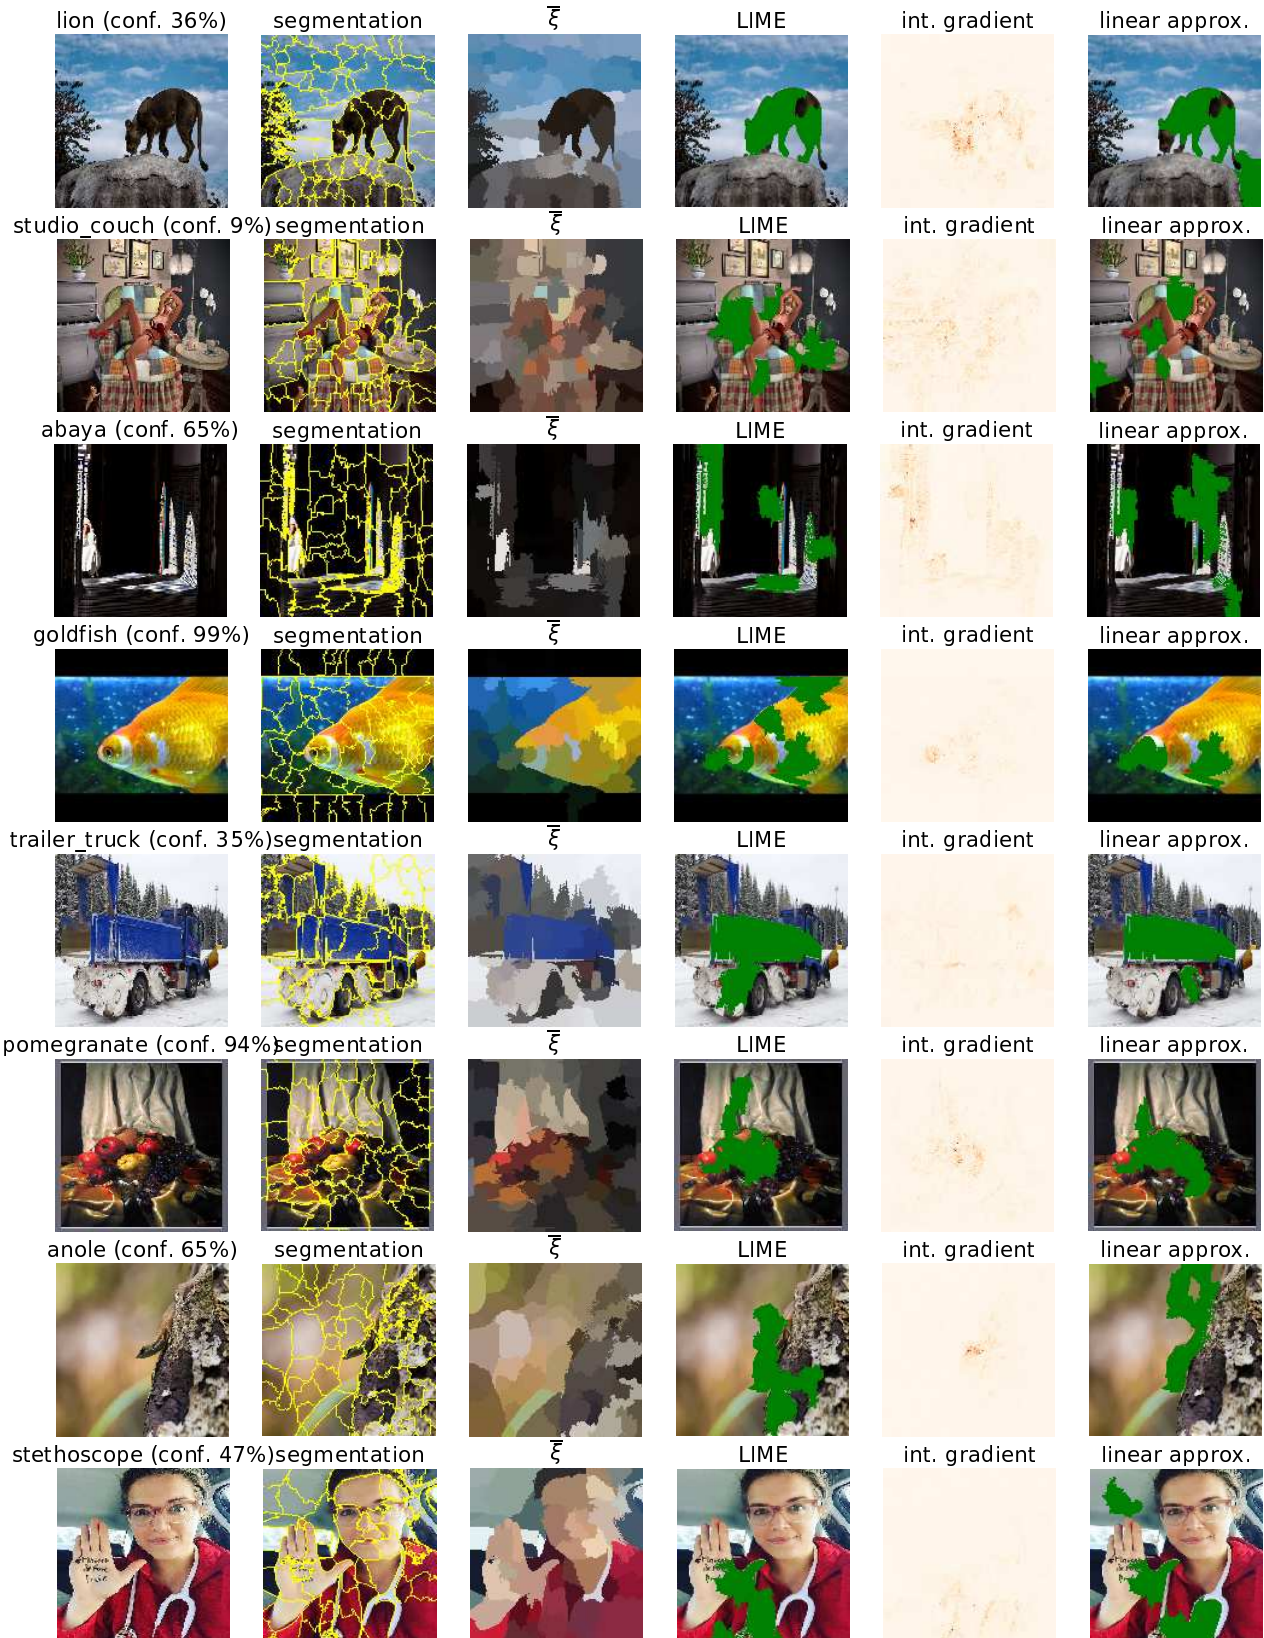 lion (conf. 36%) segmentation ξ̅ LIME int. gradient linear approx.
studio_couch (conf. 9%) segmentation ξ̅ LIME int. gradient linear approx.
abaya (conf. 65%) segmentation ξ̅ LIME int. gradient linear approx.
goldfish (conf. 99%) segmentation ξ̅ LIME int. gradient linear approx.
trailer_truck (conf. 35%) segmentation ξ̅ LIME int. gradient linear approx.
pomegranate (conf. 94%) segmentation ξ̅ LIME int. gradient linear approx.
anole (conf. 65%) segmentation ξ̅ LIME int. gradient linear approx.
stethoscope (conf. 47%) segmentation ξ̅ LIME int. gradient linear approx.